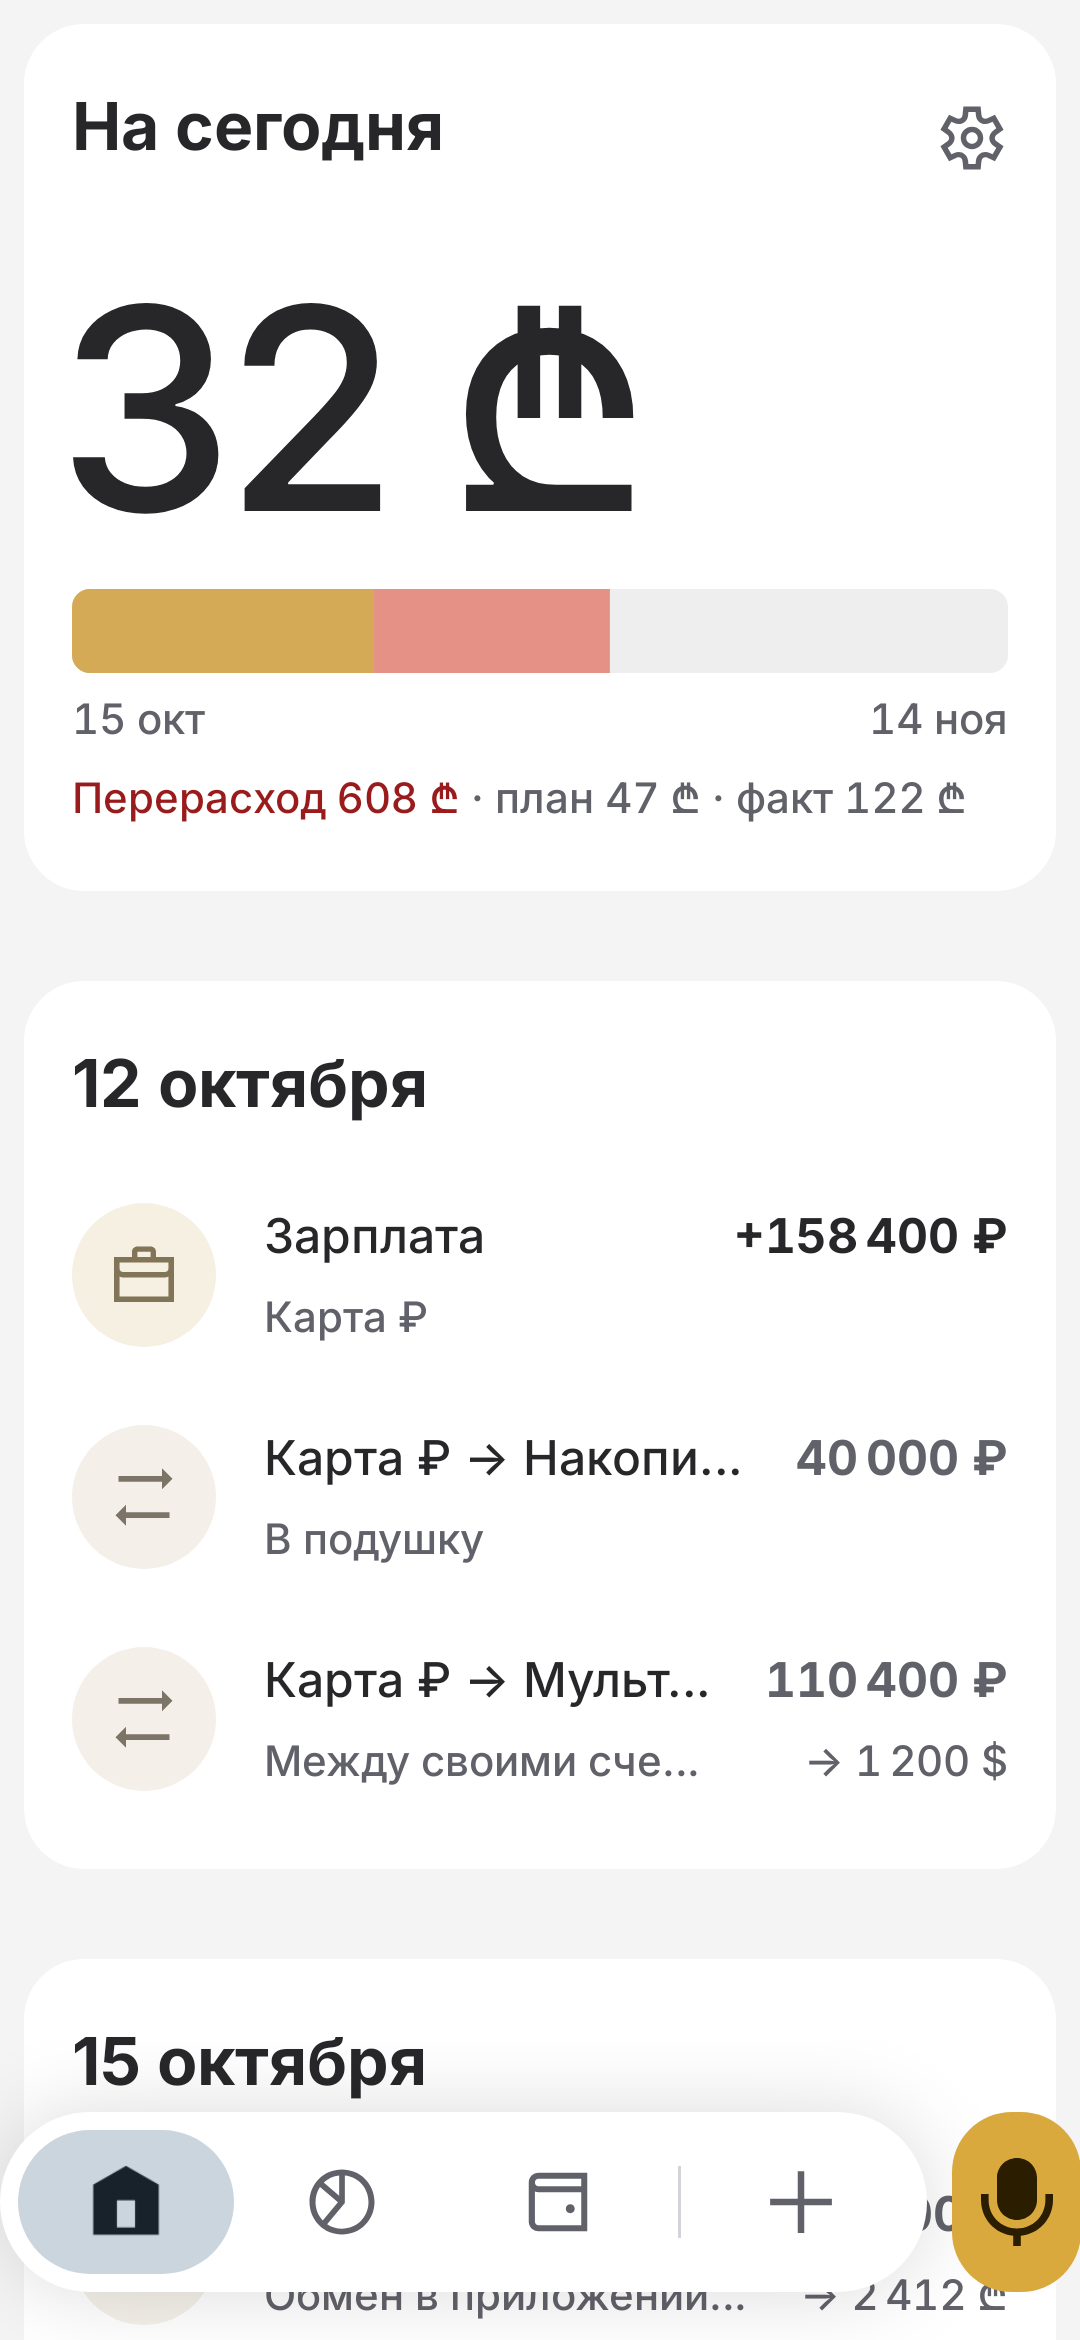 На сегодня
32 ₾
15 окт 14 ноя
Перерасход 608 ₾ · план 47 ₾ · факт 122 ₾
12 октября
Зарплата +158 400 ₽
Карта ₽
Карта ₽ → Накопи... 40 000 ₽
В подушку
Карта ₽ → Мульт... 110 400 ₽
Между своими сче... → 1 200 $
15 октября
Обмен в приложении... → 2 412 ₾